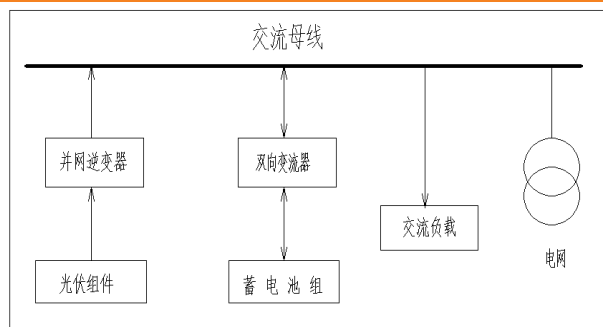 交流母线
并网逆变器
双向变流器
交流负载
电网
光伏组件
蓄电池组